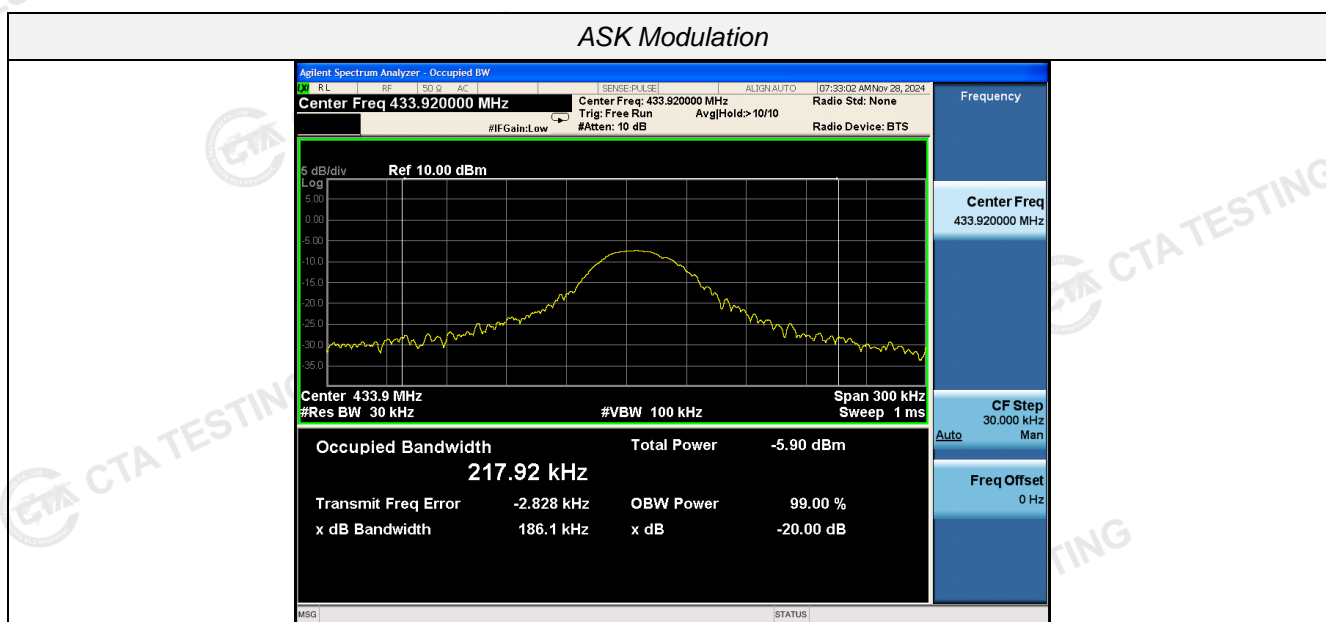 ASK Modulation
Agilent Spectrum Analyzer - Occupied BW
LXI RL RF 50 Ω AC SENSE:PULSE ALIGN AUTO 07:33:02 AM Nov 28, 2024
Center Freq 433.920000 MHz
Center Freq: 433.920000 MHz
Radio Std: None
Trig: Free Run
Avg|Hold:>10/10
#IFGain:Low
#Atten: 10 dB
Radio Device: BTS
5 dB/div
Ref 10.00 dBm
Log
5.00
0.00
-5.00
-10.0
-15.0
-20.0
-25.0
-30.0
-35.0
Center 433.9 MHz
Span 300 kHz
#Res BW 30 kHz
#VBW 100 kHz
Sweep 1 ms
Occupied Bandwidth
217.92 kHz
Total Power -5.90 dBm
Transmit Freq Error -2.828 kHz
OBW Power 99.00 %
x dB Bandwidth 186.1 kHz
x dB -20.00 dB
MSG
STATUS
Frequency
Center Freq
433.920000 MHz
CF Step
30.000 kHz
Auto Man
Freq Offset
0 Hz
CTA
CTA TESTING
CTA CTA TESTING
TING